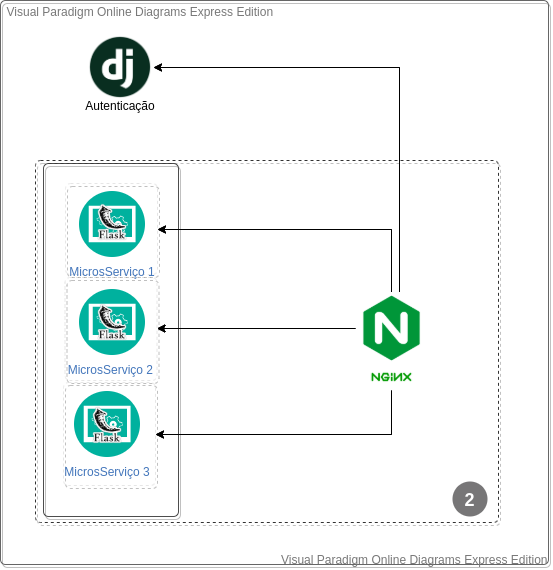 Visual Paradigm Online Diagrams Express Edition
dj
Autenticação
Flask
MicrosServiço 1
Flask
MicrosServiço 2
N
NGiNX
Flask
MicrosServiço 3
2
Visual Paradigm Online Diagrams Express Edition